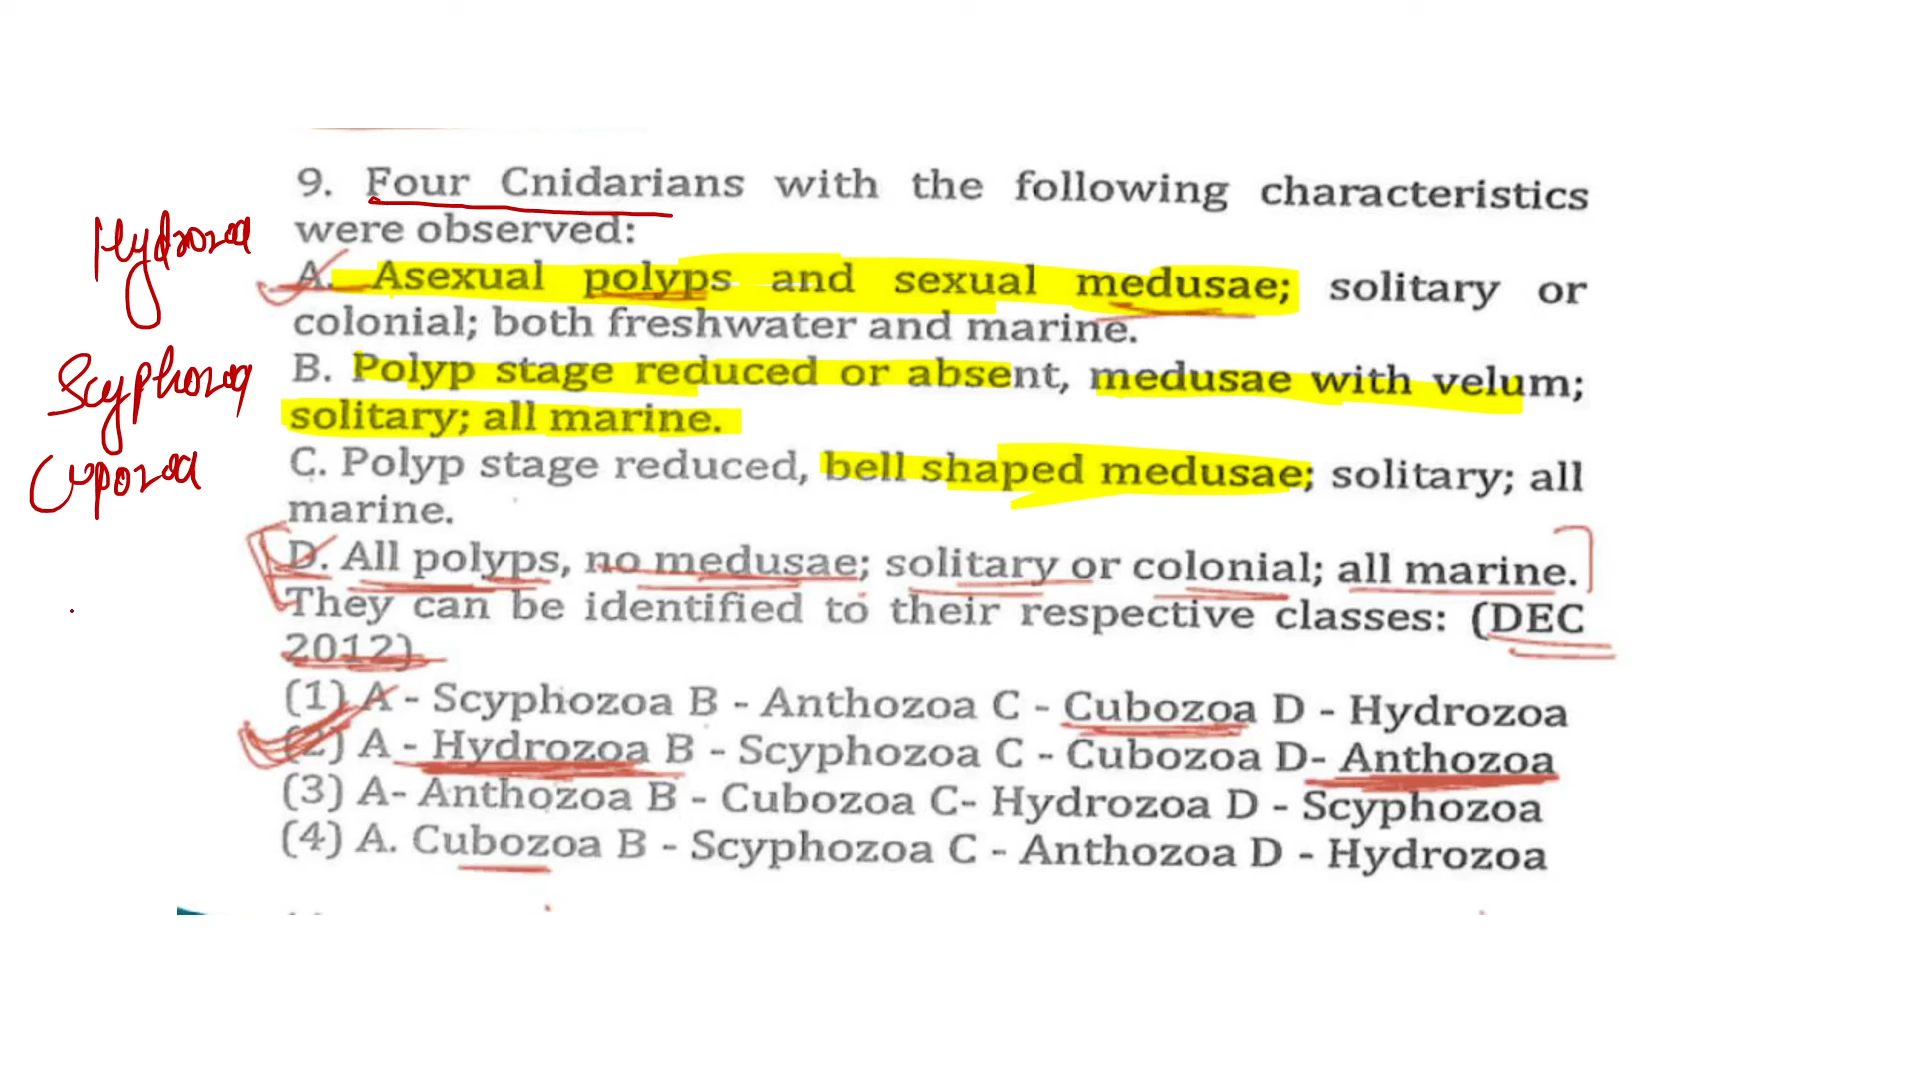 9. Four Cnidarians with the following characteristics
were observed:
Hydrozoa
A. Asexual polyps and sexual medusae; solitary or
colonial; both freshwater and marine.
Scyphozoa
B. Polyp stage reduced or absent, medusae with velum;
solitary; all marine.
Cupozoa
C. Polyp stage reduced, bell shaped medusae; solitary; all
marine.
D. All polyps, no medusae; solitary or colonial; all marine.
They can be identified to their respective classes: (DEC
2012)
(1) A - Scyphozoa B - Anthozoa C - Cubozoa D - Hydrozoa
(2) A - Hydrozoa B - Scyphozoa C - Cubozoa D- Anthozoa
(3) A- Anthozoa B - Cubozoa C- Hydrozoa D - Scyphozoa
(4) A. Cubozoa B - Scyphozoa C - Anthozoa D - Hydrozoa